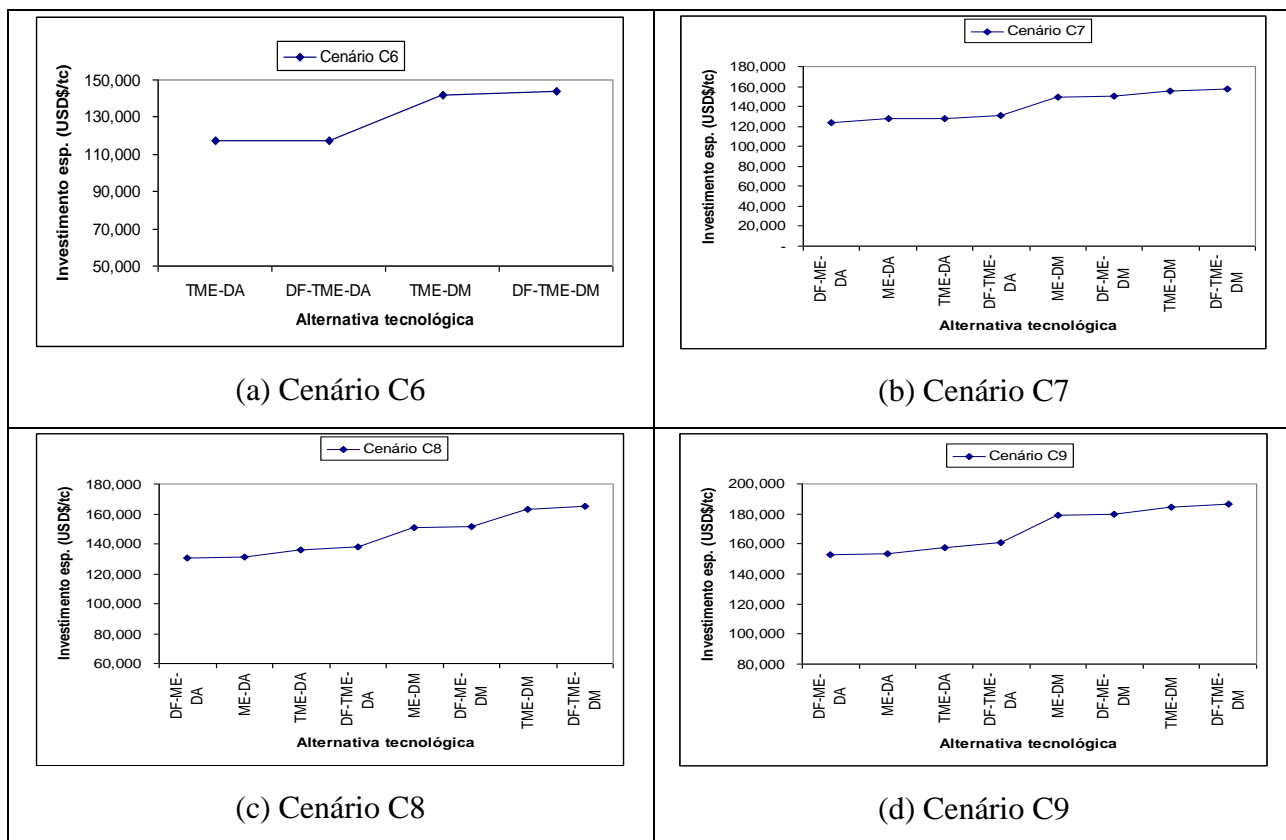 Cenário C6
Investimento esp. (USD$/tc)
150,000
130,000
110,000
90,000
70,000
50,000
TME-DA DF-TME-DA TME-DM DF-TME-DM
Alternativa tecnológica
(a) Cenário C6
Cenário C7
Investimento esp. (USD$/tc)
180,000
160,000
140,000
120,000
100,000
80,000
60,000
40,000
20,000
-
DF-ME-
DA
ME-DA
TME-DA
DF-TME-
DA
ME-DM
DF-ME-
DM
TME-DM
DF-TME-
DM
Alternativa tecnológica
(b) Cenário C7
Cenário C8
Investimento esp. (USD$/tc)
180,000
160,000
140,000
120,000
100,000
80,000
60,000
DF-ME-
DA
ME-DA
TME-DA
DF-TME-
DA
ME-DM
DF-ME-
DM
TME-DM
DF-TME-
DM
Alternativa tecnológica
(c) Cenário C8
Cenário C9
Investimento esp. (USD$/tc)
200,000
180,000
160,000
140,000
120,000
100,000
80,000
DF-ME-
DA
ME-DA
TME-DA
DF-TME-
DA
ME-DM
DF-ME-
DM
TME-DM
DF-TME-
DM
Alternativa tecnológica
(d) Cenário C9